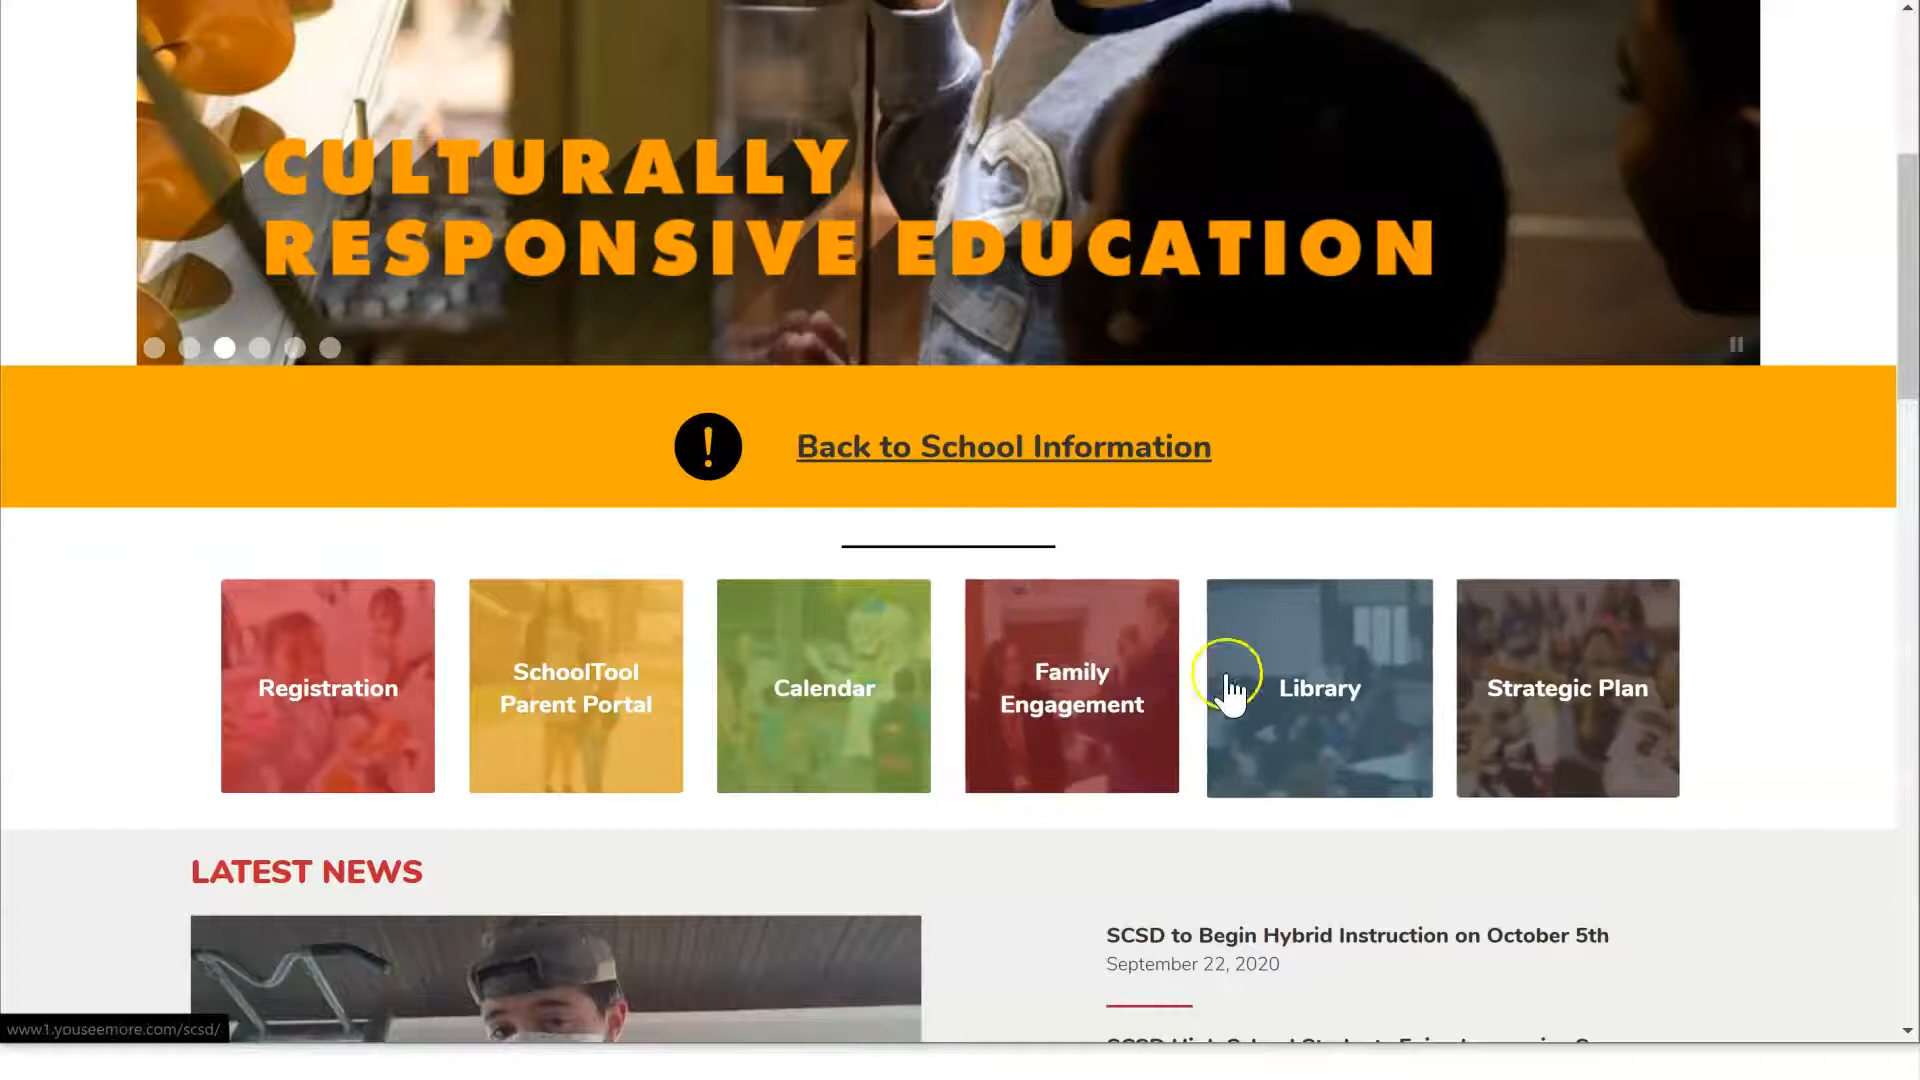 CULTURALLY
RESPONSIVE EDUCATION
! Back to School Information
Registration
SchoolTool
Parent Portal
Calendar
Family
Engagement
Library
Strategic Plan
LATEST NEWS
SCSD to Begin Hybrid Instruction on October 5th
September 22, 2020
www1.youseemore.com/scsd/